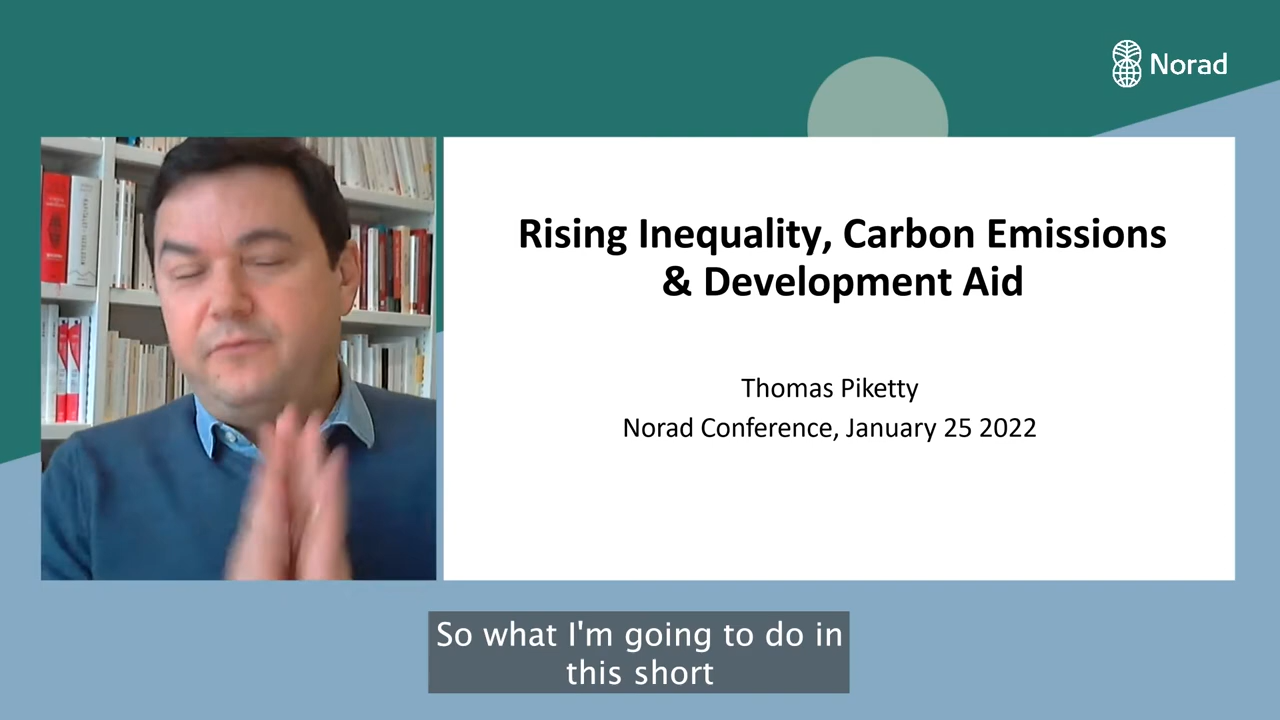 Norad
Rising Inequality, Carbon Emissions
& Development Aid
Thomas Piketty
Norad Conference, January 25 2022
So what I'm going to do in
this short